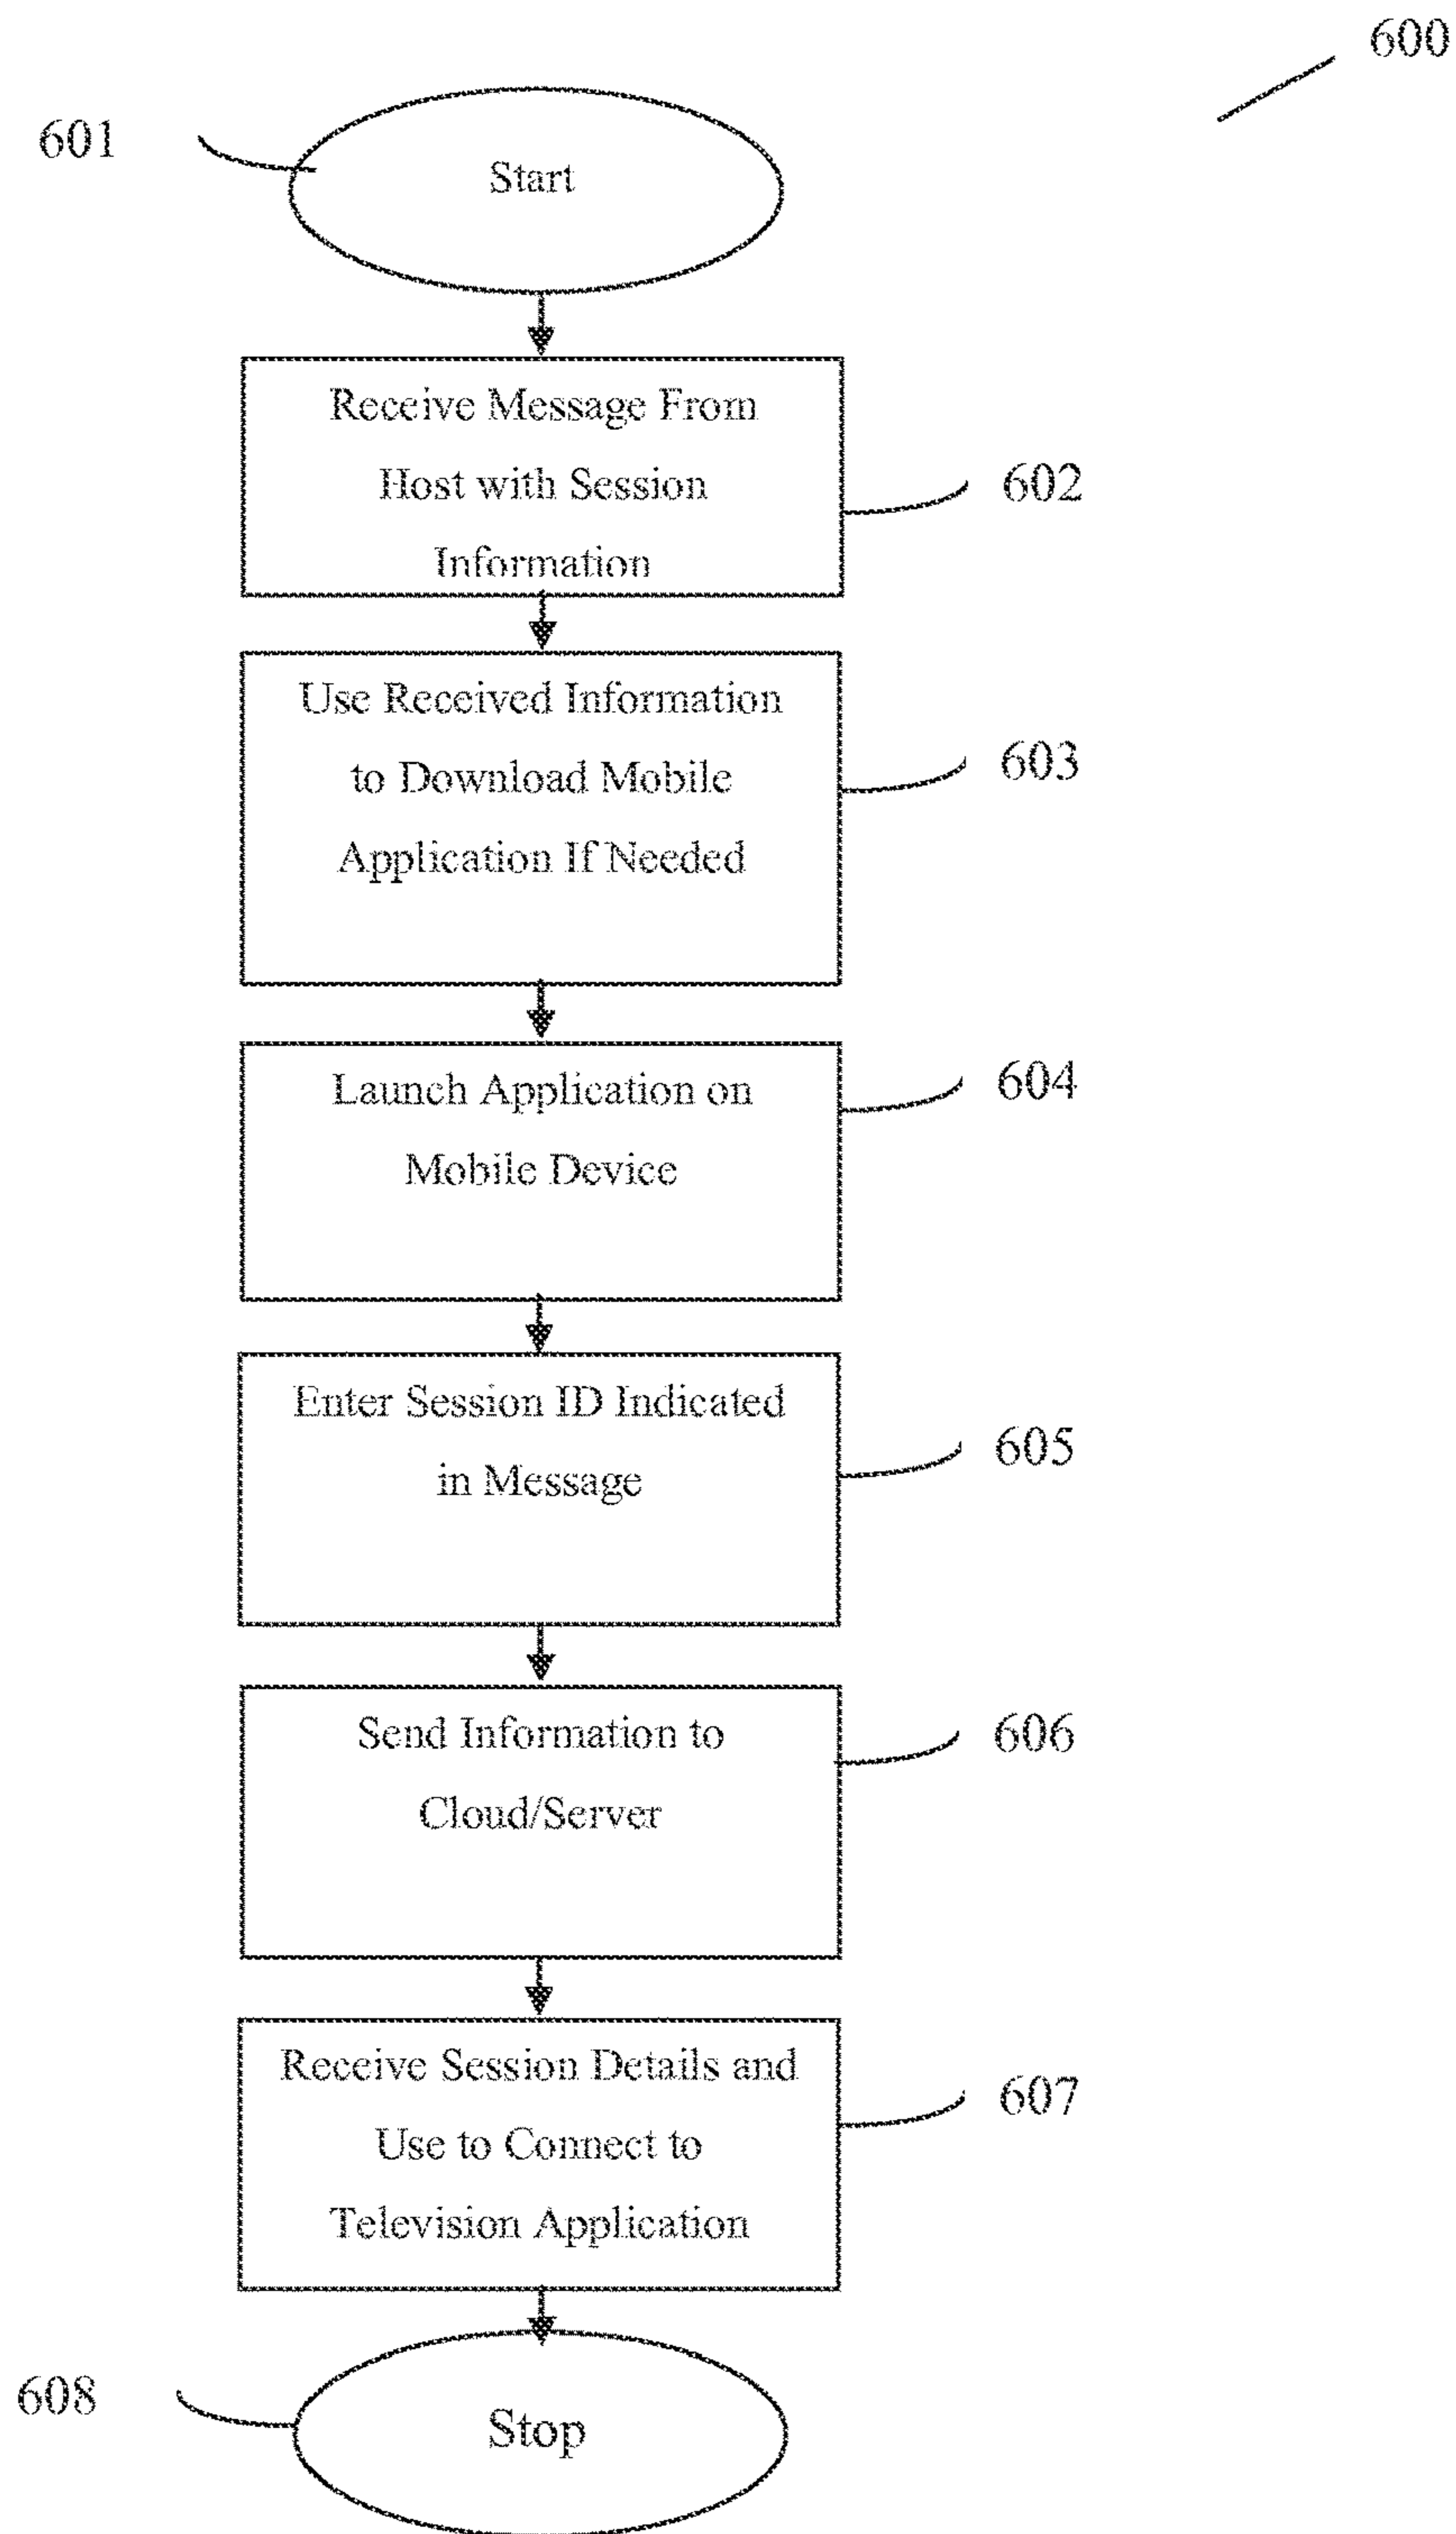 600
601
Start
Receive Message From
Host with Session
Information
602
Use Received Information
to Download Mobile
Application If Needed
603
Launch Application on
Mobile Device
604
Enter Session ID Indicated
in Message
605
Send Information to
Cloud/Server
606
Receive Session Details and
Use to Connect to
Television Application
607
608
Stop